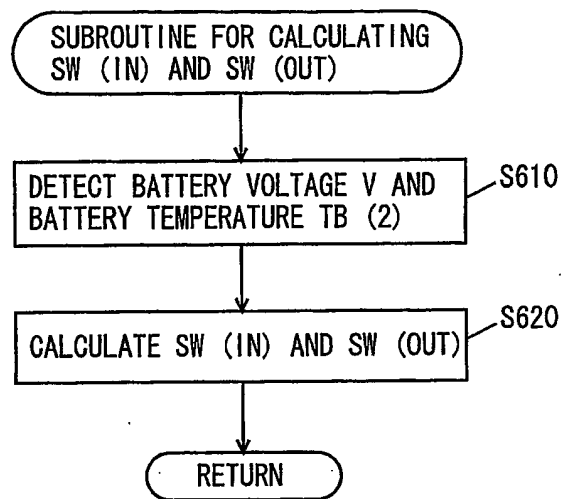 SUBROUTINE FOR CALCULATING
SW (IN) AND SW (OUT)
DETECT BATTERY VOLTAGE V AND
BATTERY TEMPERATURE TB (2)
S610
CALCULATE SW (IN) AND SW (OUT)
S620
RETURN